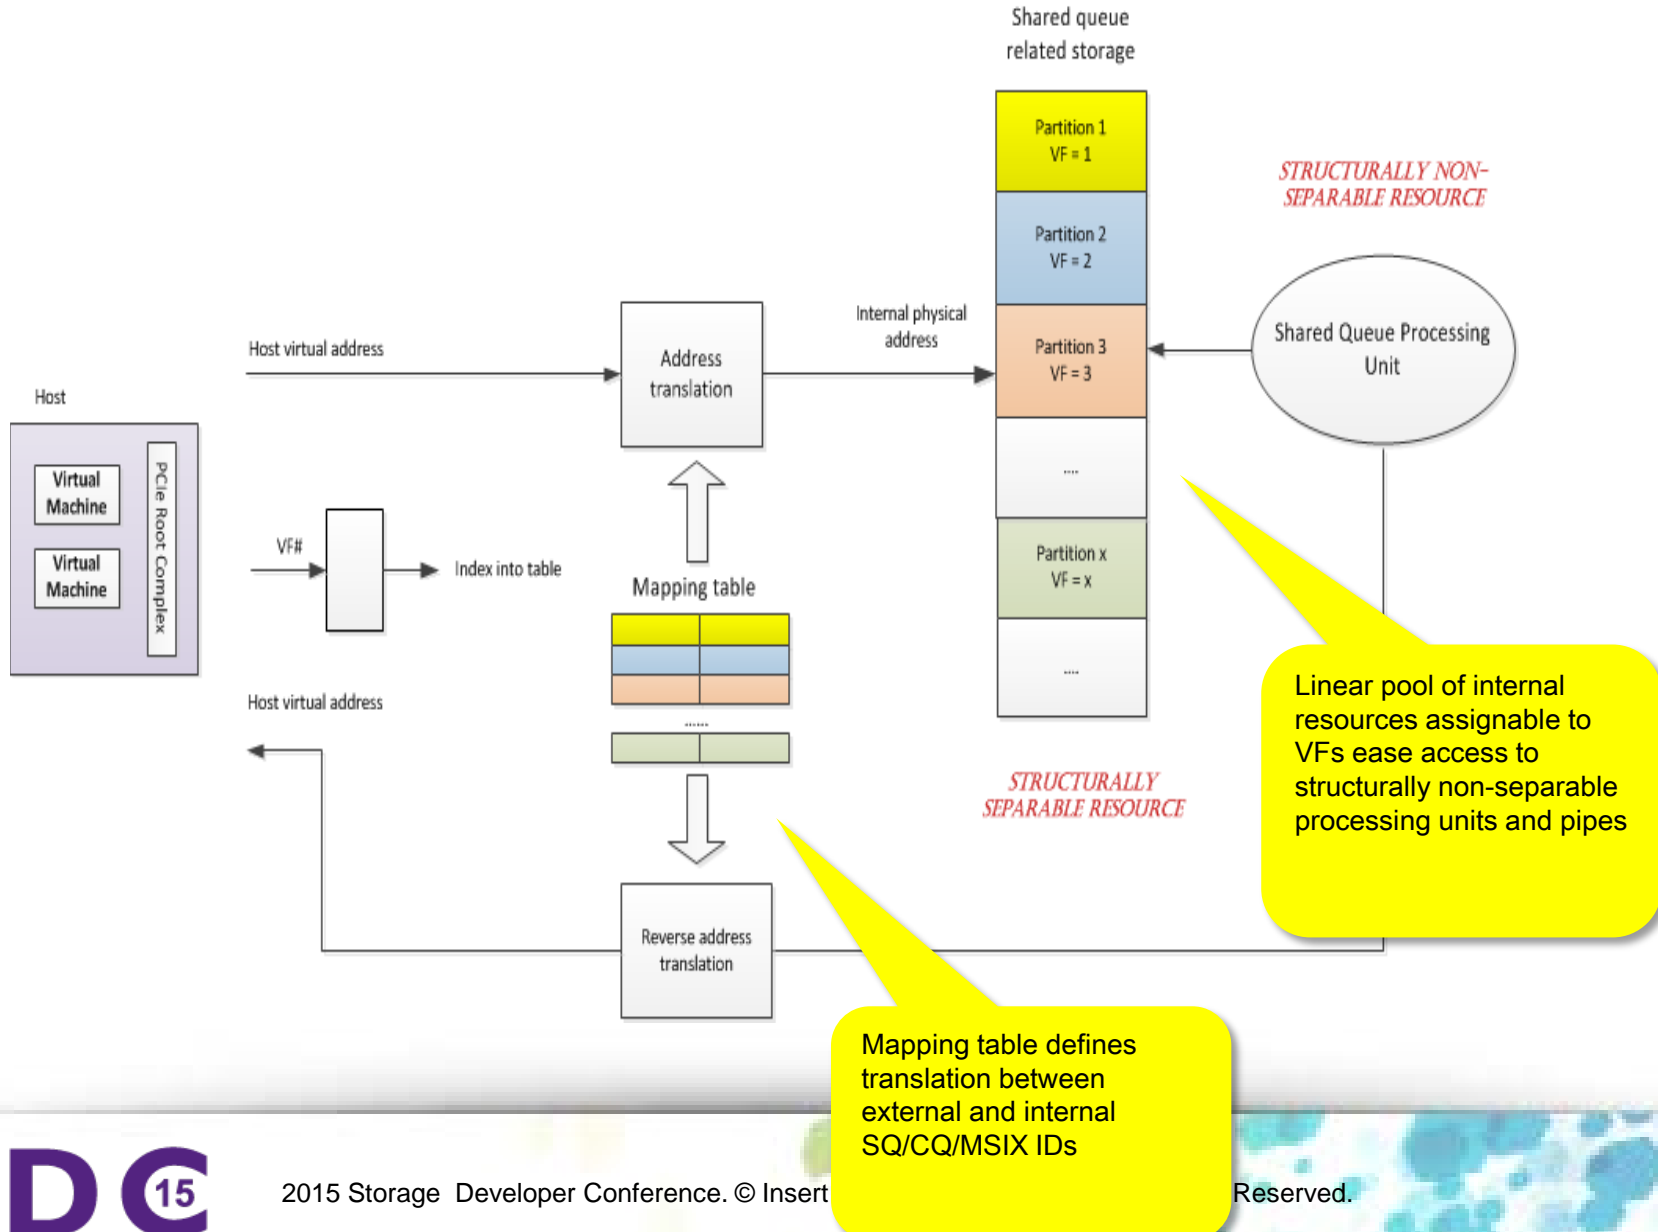 Shared queue
related storage
Partition 1
VF = 1
STRUCTURALLY NON-
SEPARABLE RESOURCE
Partition 2
VF = 2
Internal physical
address
Host virtual address
Address
translation
Partition 3
VF = 3
Shared Queue Processing
Unit
Host
Virtual
Machine
Virtual
Machine
PCIe Root Complex
....
VF#
Index into table
Partition x
VF = x
Mapping table
......
....
Host virtual address
Linear pool of internal
resources assignable to
VFs ease access to
structurally non-separable
processing units and pipes
STRUCTURALLY
SEPARABLE RESOURCE
Reverse address
translation
Mapping table defines
translation between
external and internal
SQ/CQ/MSIX IDs
DC
15
2015 Storage Developer Conference. © Insert Reserved.